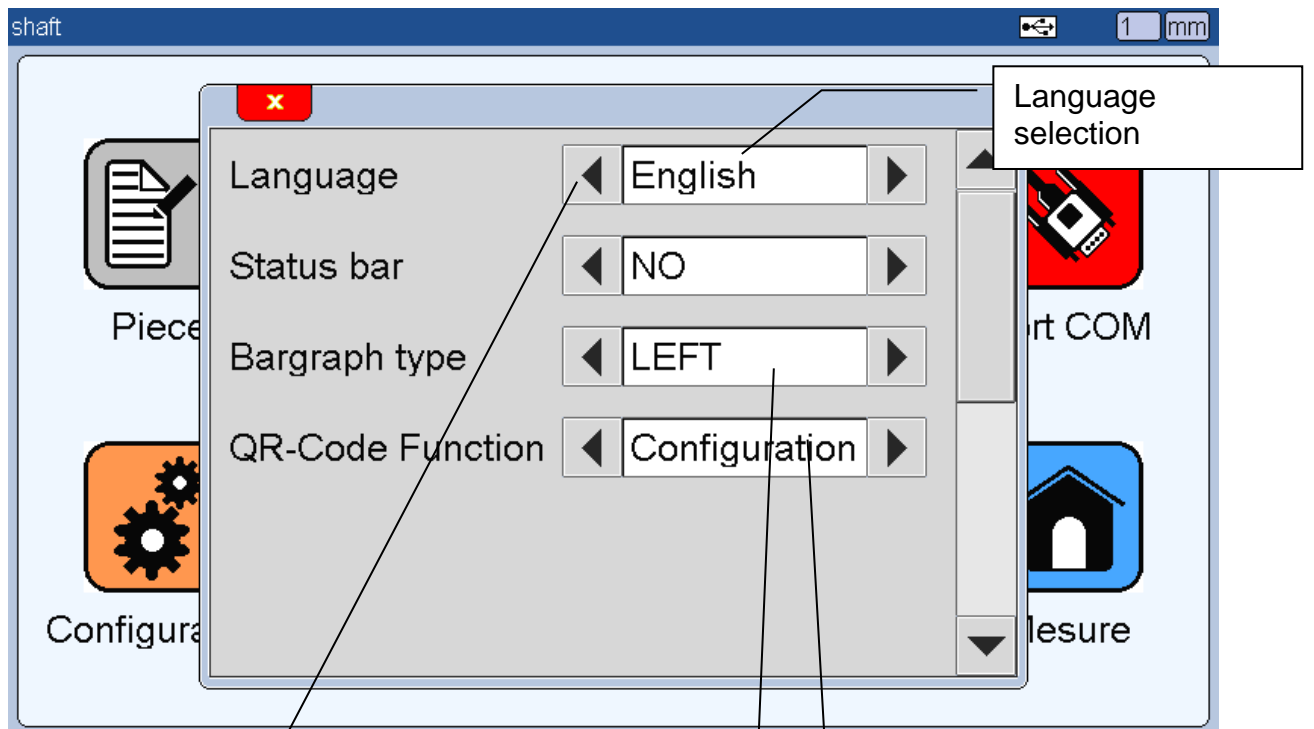 shaft
1 mm
x
Language
selection
Language
English
Status bar
NO
Bargraph type
LEFT
QR-Code Function
Configuration
Piece
rt COM
Configura
lesure